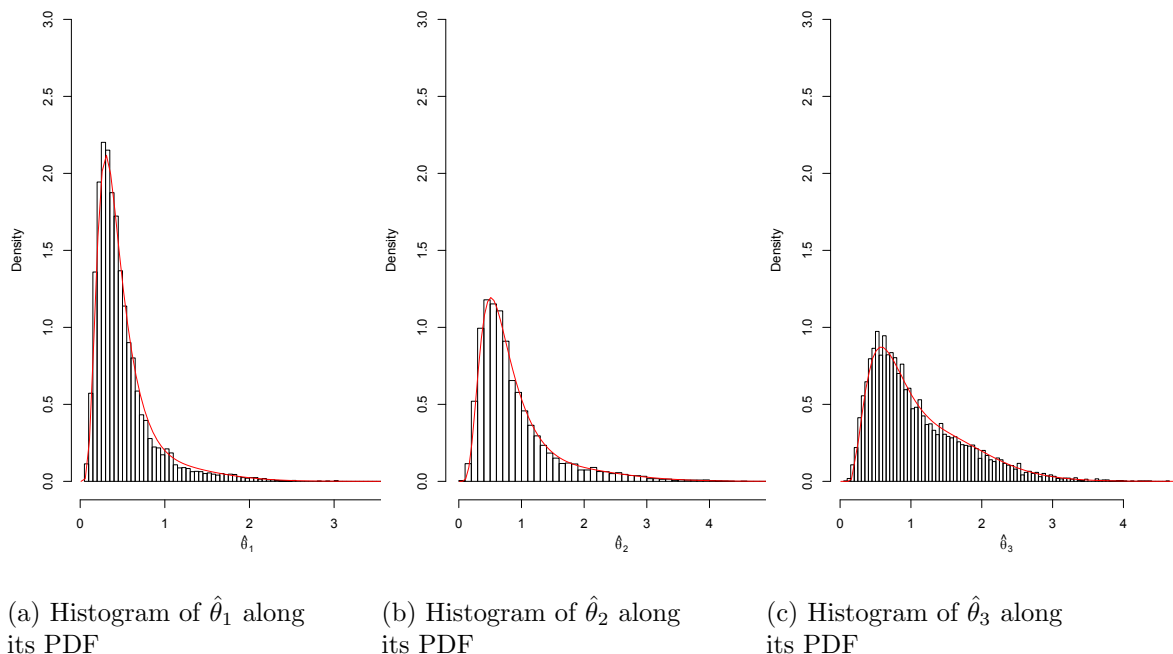 3.0
2.5
2.0
1.5
1.0
0.5
0.0
Density
0 1 2 3
θ̂₁
3.0
2.5
2.0
1.5
1.0
0.5
0.0
Density
0 1 2 3 4
θ̂₂
3.0
2.5
2.0
1.5
1.0
0.5
0.0
Density
0 1 2 3 4
θ̂₃
(a) Histogram of θ̂₁ along
its PDF
(b) Histogram of θ̂₂ along
its PDF
(c) Histogram of θ̂₃ along
its PDF